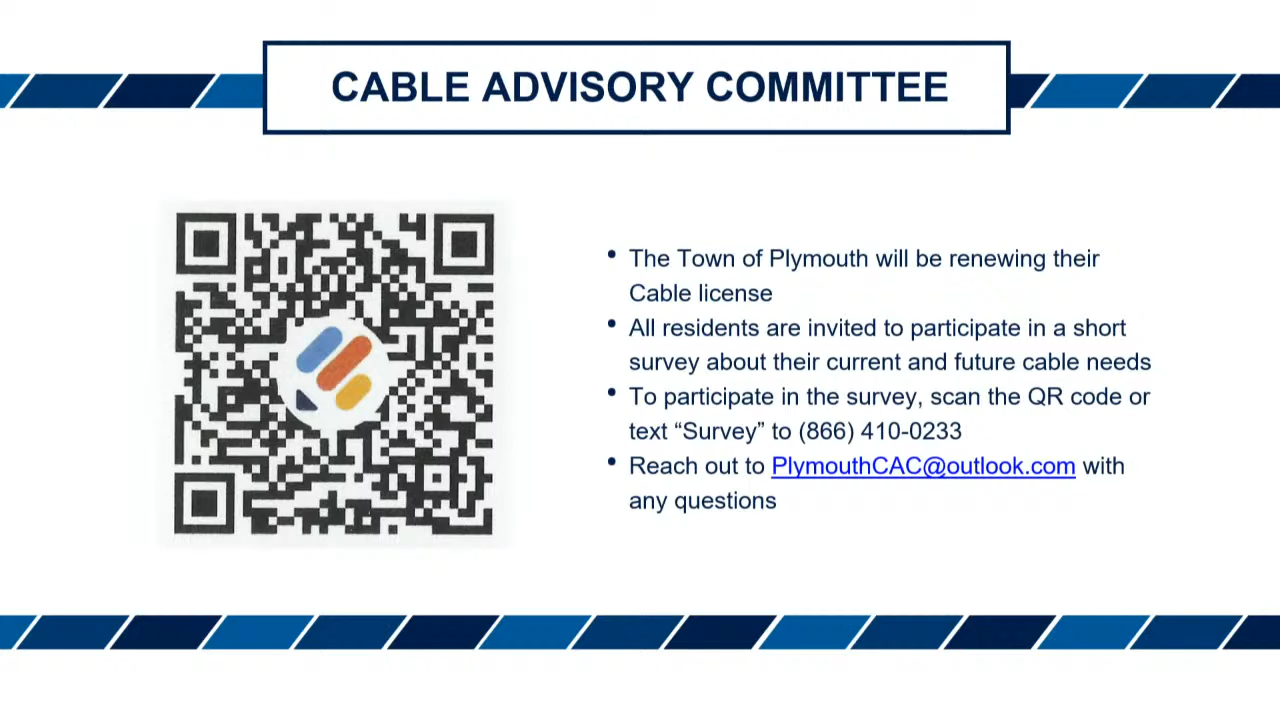 CABLE ADVISORY COMMITTEE
• The Town of Plymouth will be renewing their
Cable license
• All residents are invited to participate in a short
survey about their current and future cable needs
• To participate in the survey, scan the QR code or
text “Survey” to (866) 410-0233
• Reach out to PlymouthCAC@outlook.com with
any questions